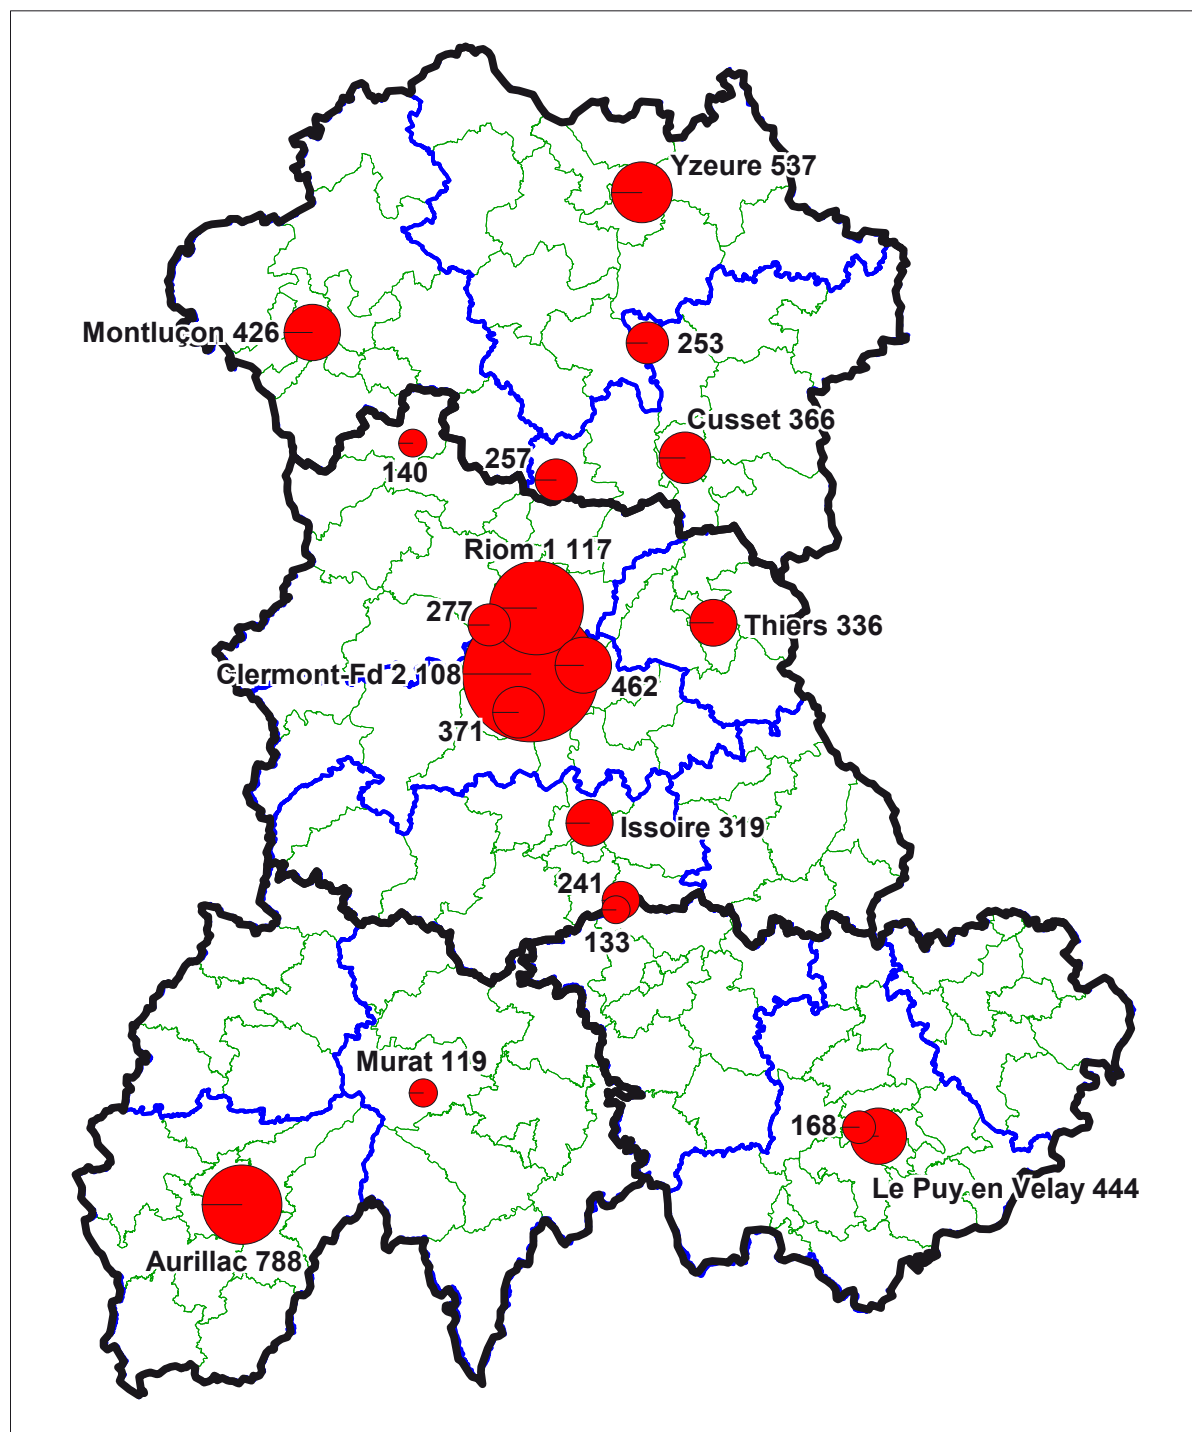 Yzeure 537
Montluçon 426
253
Cusset 366
257
140
Riom 1 117
277
Thiers 336
Clermont-Fd 2 108
462
371
Issoire 319
241
133
Murat 119
168
Le Puy en Velay 444
Aurillac 788